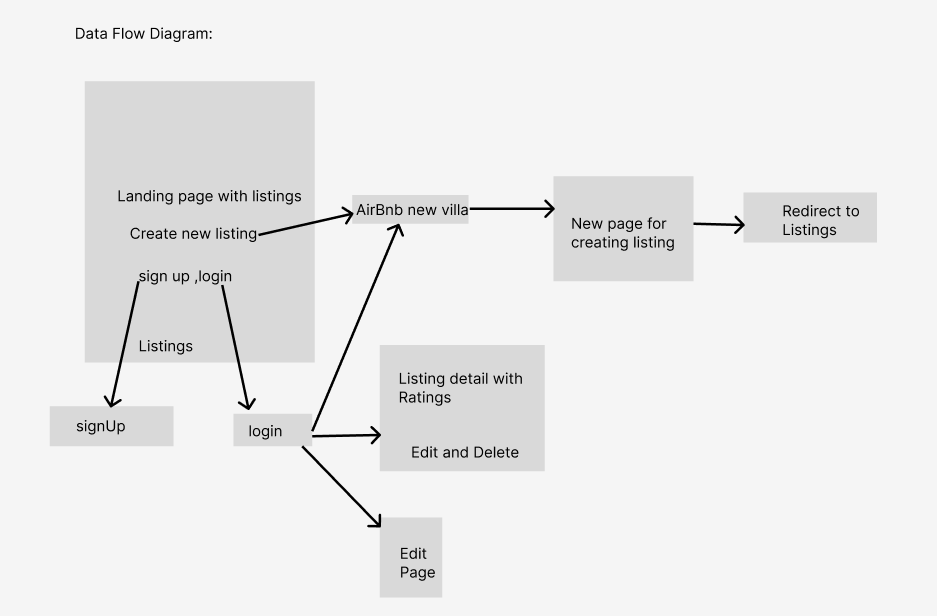 Data Flow Diagram:
Landing page with listings
Create new listing
sign up ,login
Listings
AirBnb new villa
New page for
creating listing
Redirect to
Listings
signUp
login
Listing detail with
Ratings
Edit and Delete
Edit
Page